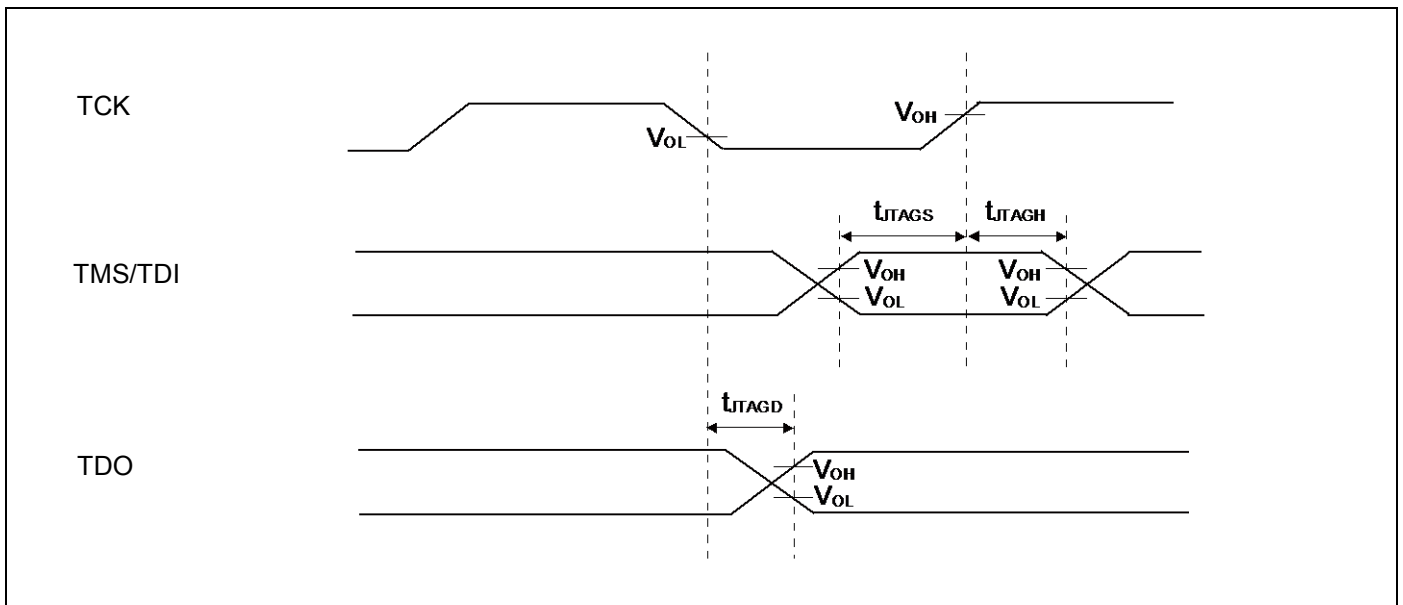 TCK
VOL
VOH
tJTAGS
tJTAGH
TMS/TDI
VOH
VOL
VOH
VOL
tJTAGD
TDO
VOH
VOL